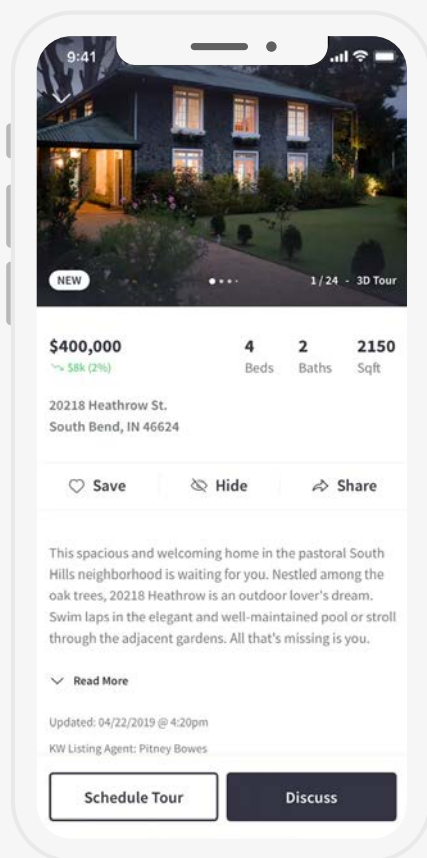 9:41
NEW
1/24 - 3D Tour
$400,000
4
2
2150
$8k (2%)
Beds
Baths
Sqft
20218 Heathrow St.
South Bend, IN 46624
Save
Hide
Share
This spacious and welcoming home in the pastoral South
Hills neighborhood is waiting for you. Nestled among the
oak trees, 20218 Heathrow is an outdoor lover's dream.
Swim laps in the elegant and well-maintained pool or stroll
through the adjacent gardens. All that's missing is you.
Read More
Updated: 04/22/2019 @ 4:20pm
KW Listing Agent: Pitney Bowes
Schedule Tour
Discuss